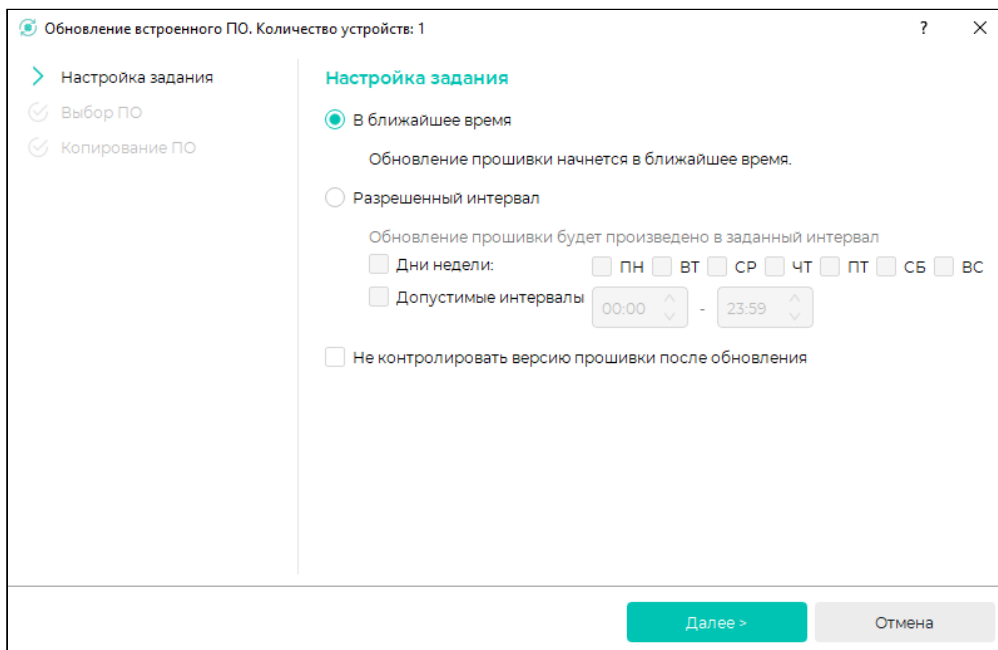 Обновление встроенного ПО. Количество устройств: 1 ?
Настройка задания
Выбор ПО
Копирование ПО
Настройка задания
В ближайшее время
Обновление прошивки начнется в ближайшее время.
Разрешенный интервал
Обновление прошивки будет произведено в заданный интервал
Дни недели: ПН ВТ СР ЧТ ПТ СБ ВС
Допустимые интервалы 00:00 - 23:59
Не контролировать версию прошивки после обновления
Далее > Отмена